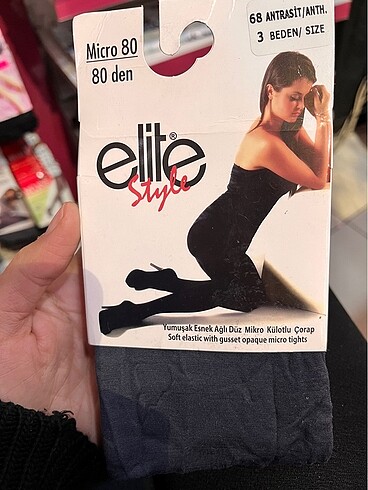 68 ANTRASİT/ANTH.
3 BEDEN/ SIZE
Micro 80
80 den
elite®
Style
Yumuşak Esnek Ağlı Düz Mikro Külotlu Çorap
Soft elastic with gusset opaque micro tights